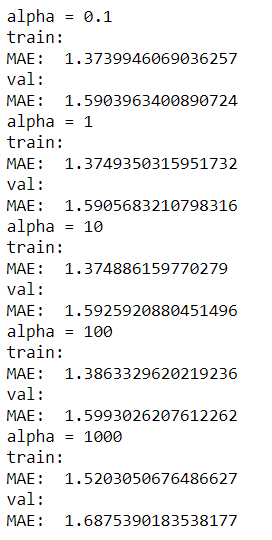 alpha = 0.1
train:
MAE:  1.3739946069036257
val:
MAE:  1.5903963400890724
alpha = 1
train:
MAE:  1.3749350315951732
val:
MAE:  1.5905683210798316
alpha = 10
train:
MAE:  1.374886159770279
val:
MAE:  1.5925920880451496
alpha = 100
train:
MAE:  1.3863329620219236
val:
MAE:  1.5993026207612262
alpha = 1000
train:
MAE:  1.5203050676486627
val:
MAE:  1.6875390183538177